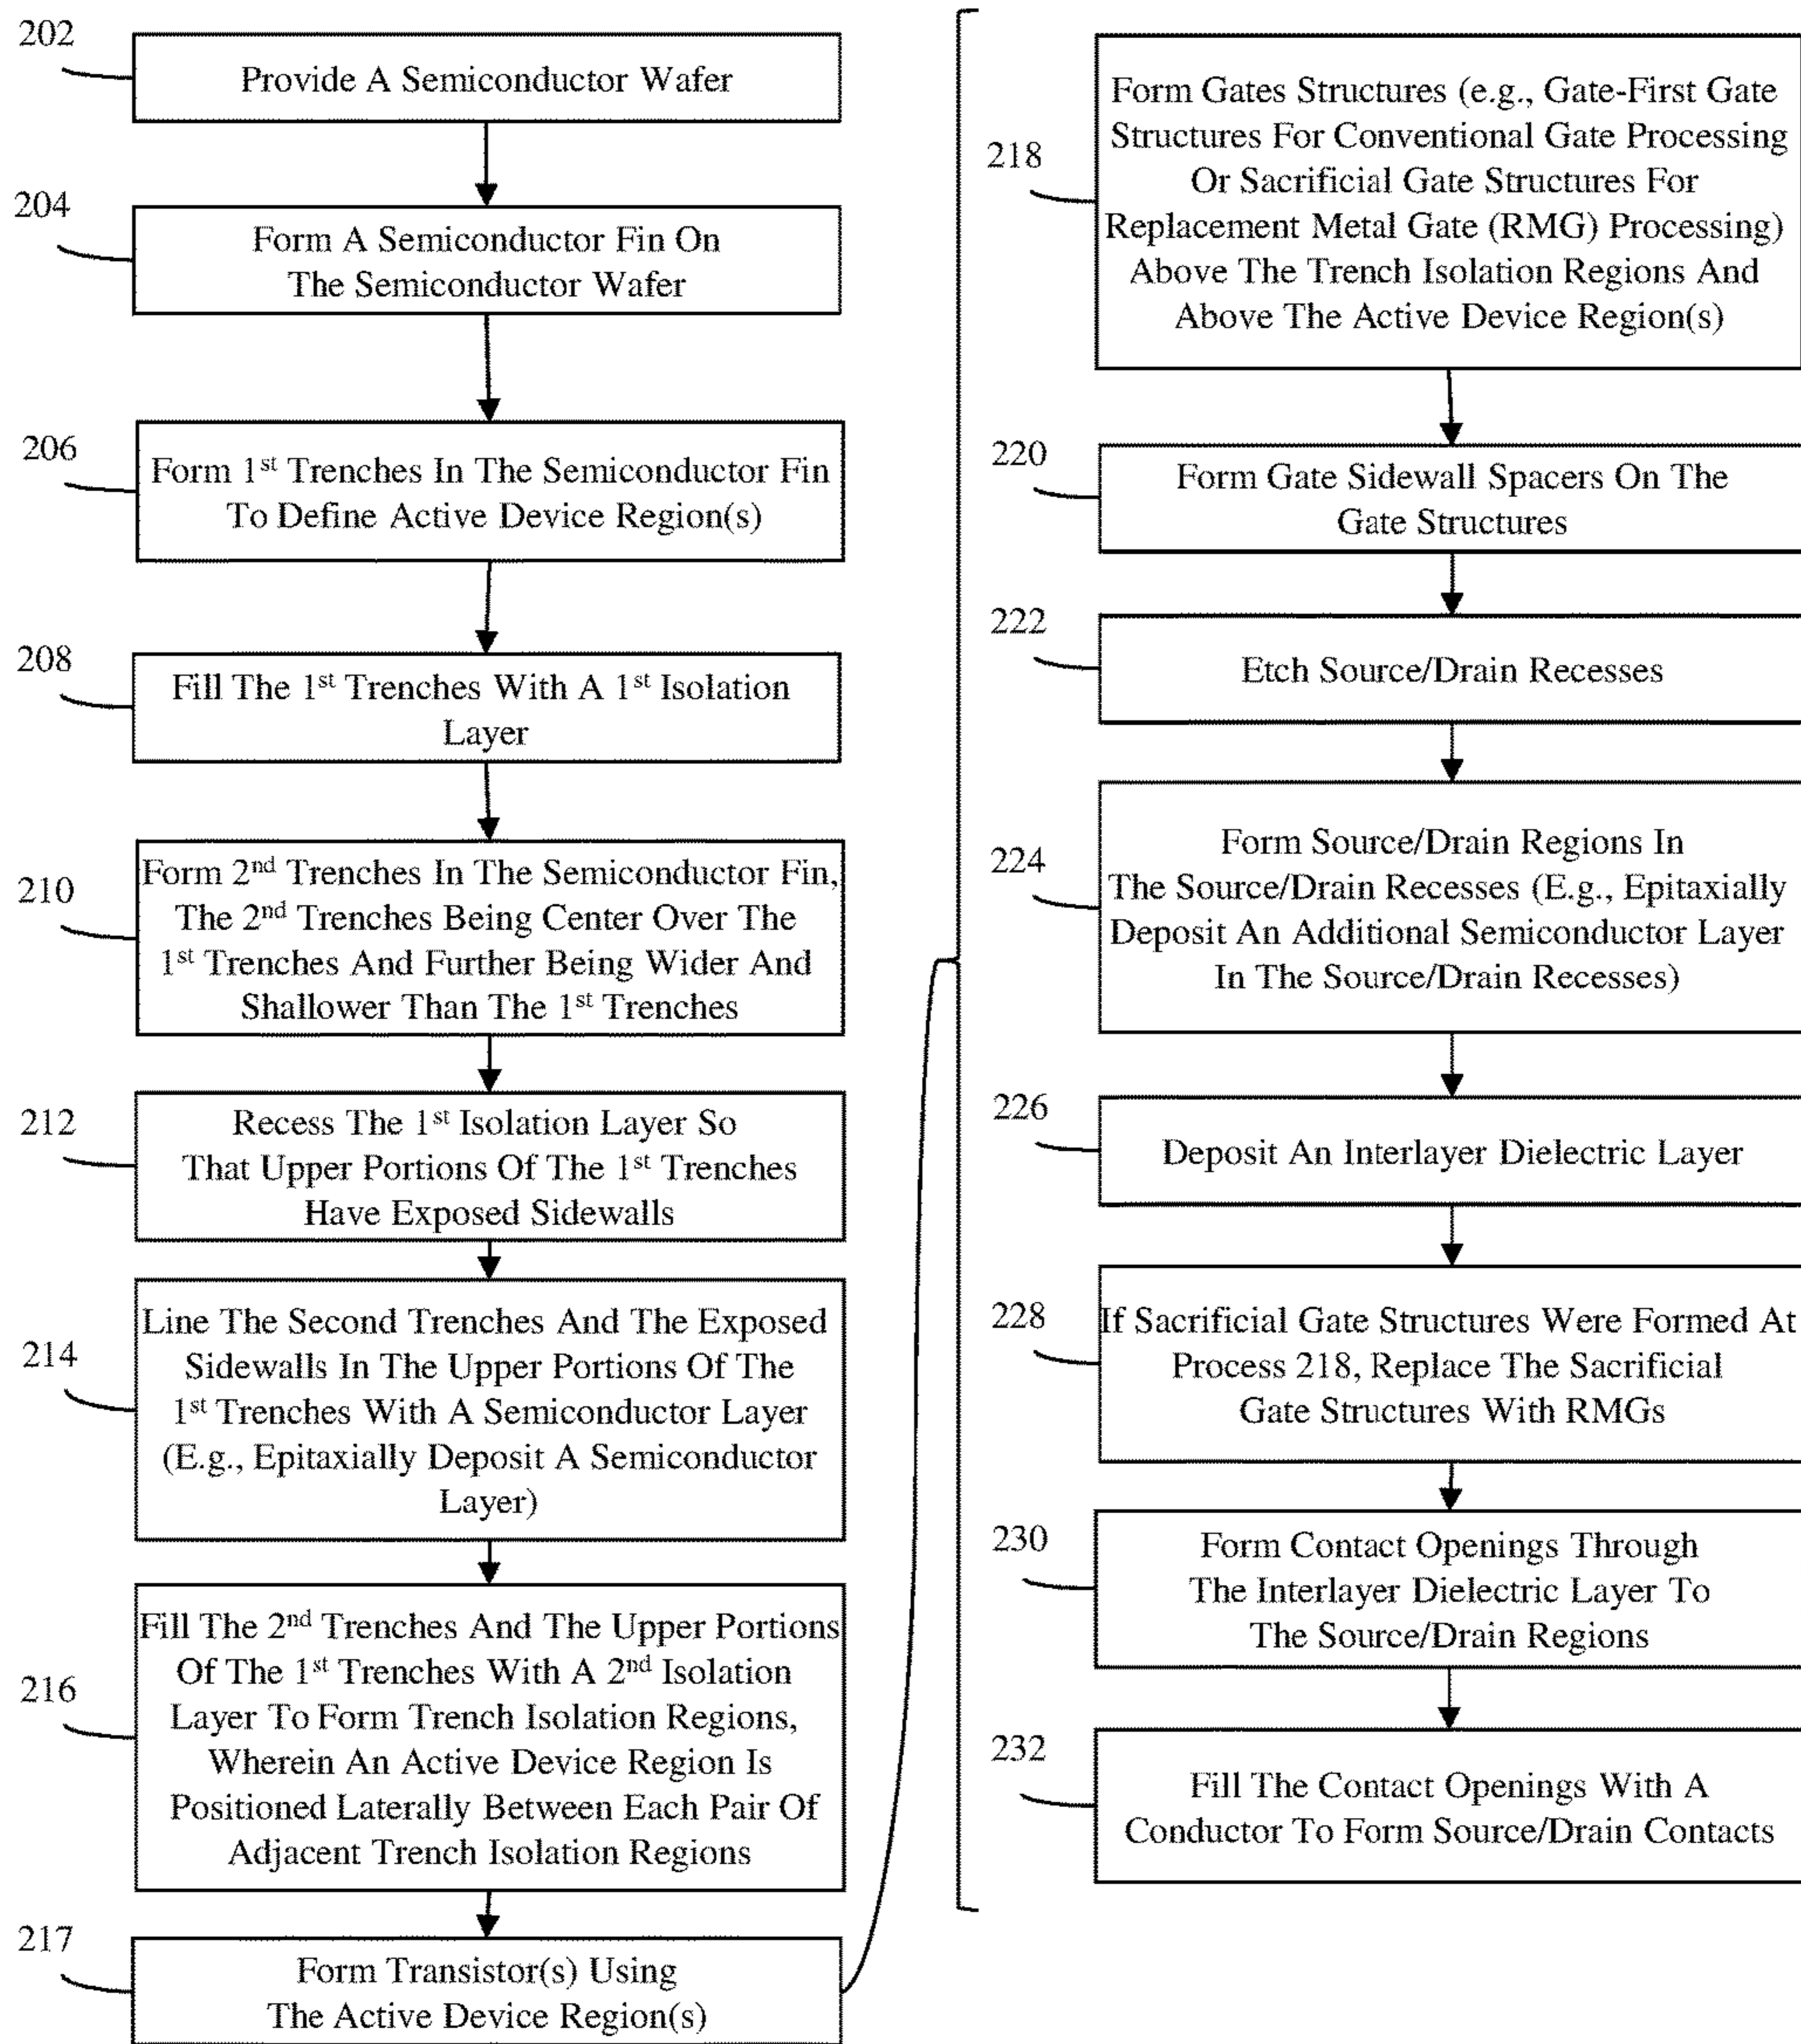 202
Provide A Semiconductor Wafer
204
Form A Semiconductor Fin On
The Semiconductor Wafer
206
Form 1st Trenches In The Semiconductor Fin
To Define Active Device Region(s)
208
Fill The 1st Trenches With A 1st Isolation
Layer
210
Form 2nd Trenches In The Semiconductor Fin,
The 2nd Trenches Being Center Over The
1st Trenches And Further Being Wider And
Shallower Than The 1st Trenches
212
Recess The 1st Isolation Layer So
That Upper Portions Of The 1st Trenches
Have Exposed Sidewalls
214
Line The Second Trenches And The Exposed
Sidewalls In The Upper Portions Of The
1st Trenches With A Semiconductor Layer
(E.g., Epitaxially Deposit A Semiconductor
Layer)
216
Fill The 2nd Trenches And The Upper Portions
Of The 1st Trenches With A 2nd Isolation
Layer To Form Trench Isolation Regions,
Wherein An Active Device Region Is
Positioned Laterally Between Each Pair Of
Adjacent Trench Isolation Regions
217
Form Transistor(s) Using
The Active Device Region(s)
218
Form Gates Structures (e.g., Gate-First Gate
Structures For Conventional Gate Processing
Or Sacrificial Gate Structures For
Replacement Metal Gate (RMG) Processing)
Above The Trench Isolation Regions And
Above The Active Device Region(s)
220
Form Gate Sidewall Spacers On The
Gate Structures
222
Etch Source/Drain Recesses
224
Form Source/Drain Regions In
The Source/Drain Recesses (E.g., Epitaxially
Deposit An Additional Semiconductor Layer
In The Source/Drain Recesses)
226
Deposit An Interlayer Dielectric Layer
228
If Sacrificial Gate Structures Were Formed At
Process 218, Replace The Sacrificial
Gate Structures With RMGs
230
Form Contact Openings Through
The Interlayer Dielectric Layer To
The Source/Drain Regions
232
Fill The Contact Openings With A
Conductor To Form Source/Drain Contacts